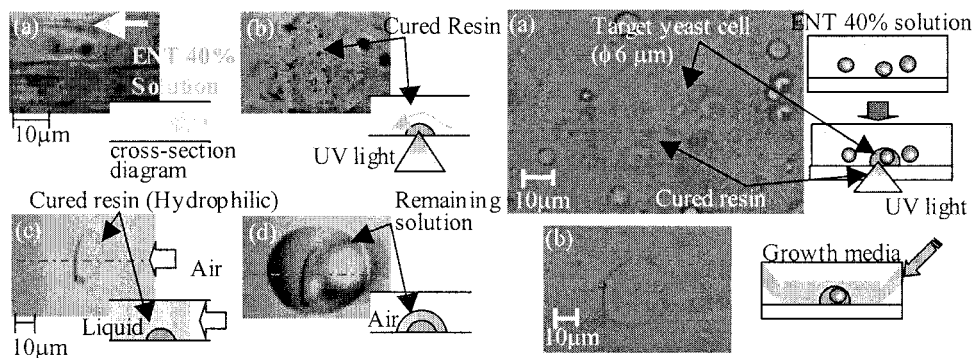 (a)
ENT 40%
Solution
10μm
cross-section
diagram
(b)
Cured Resin
UV light
Cured resin (Hydrophilic)
(c)
Air
Liquid
10μm
Remaining
solution
(d)
Air
(a)
Target yeast cell
(ϕ 6 μm)
10μm
Cured resin
ENT 40% solution
UV light
(b)
10μm
Growth media